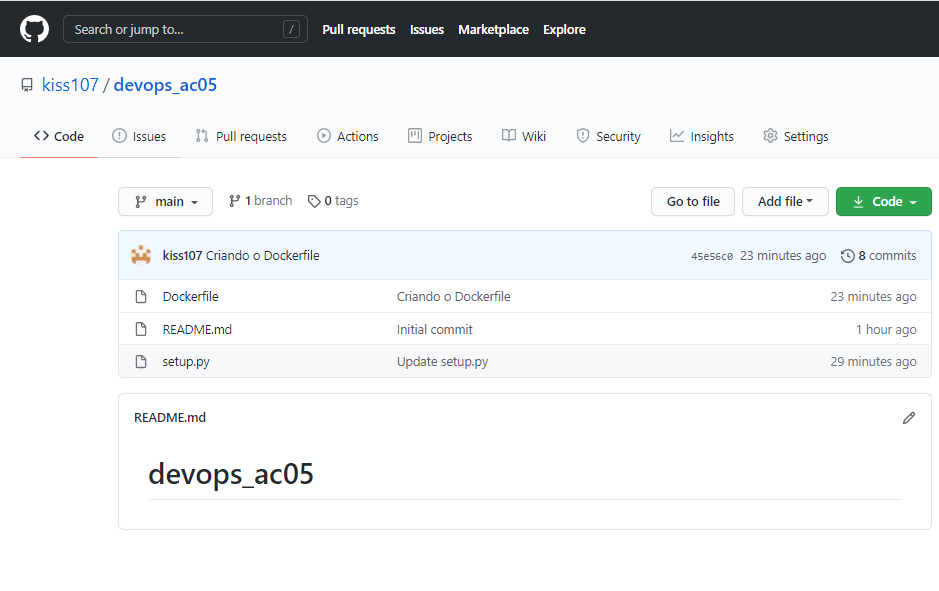 Search or jump to... / Pull requests Issues Marketplace Explore
kiss107 / devops_ac05
<> Code Issues Pull requests Actions Projects Wiki Security Insights Settings
main 1 branch 0 tags Go to file Add file Code
kiss107 Criando o Dockerfile 45e56c0 23 minutes ago 8 commits
Dockerfile Criando o Dockerfile 23 minutes ago
README.md Initial commit 1 hour ago
setup.py Update setup.py 29 minutes ago
README.md
devops_ac05